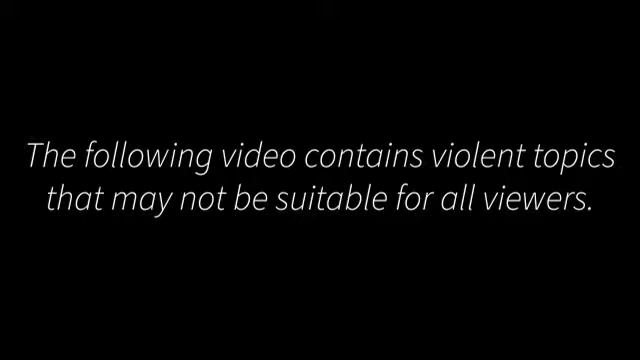 The following video contains violent topics
that may not be suitable for all viewers.